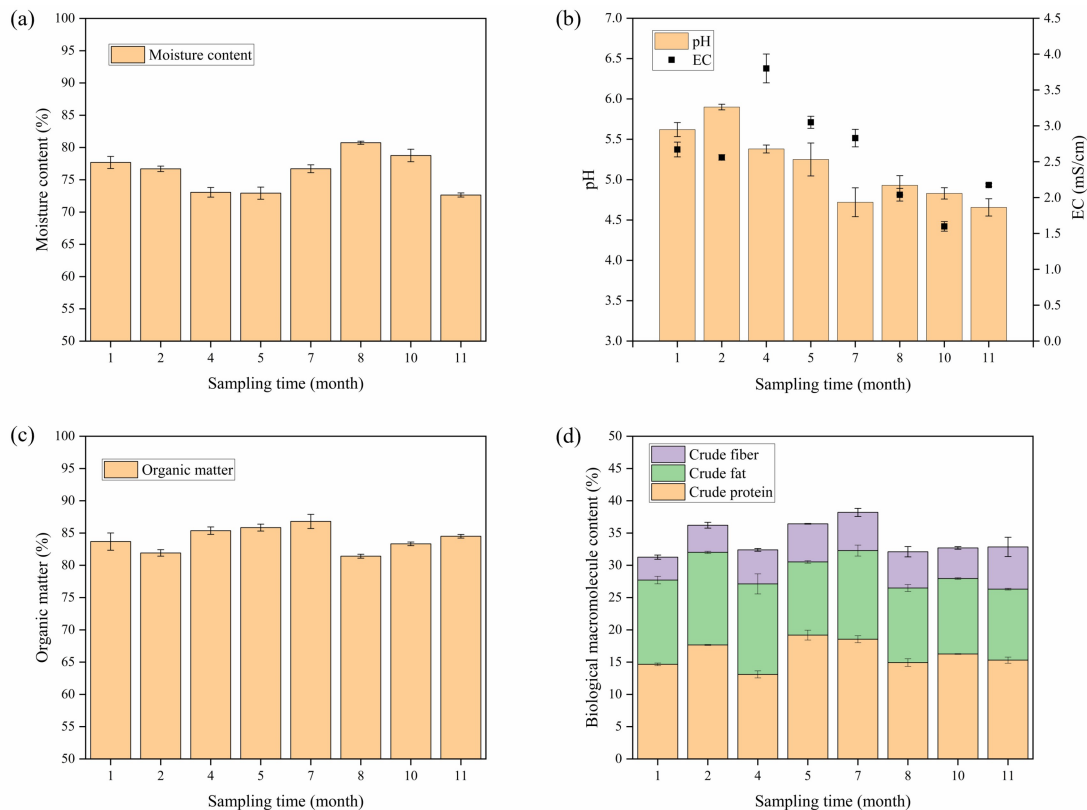 (a)
100
95
90
85
80
75
70
65
60
55
50
Moisture content (%)
Moisture content
1 2 4 5 7 8 10 11
Sampling time (month)
(b)
7.0
6.5
6.0
5.5
5.0
4.5
4.0
3.5
3.0
pH
pH
EC
4.5
4.0
3.5
3.0
2.5
2.0
1.5
1.0
0.5
0.0
EC (mS/cm)
1 2 4 5 7 8 10 11
Sampling time (month)
(c)
100
95
90
85
80
75
70
65
60
55
50
Organic matter (%)
Organic matter
1 2 4 5 7 8 10 11
Sampling time (month)
(d)
50
45
40
35
30
25
20
15
10
5
0
Biological macromolecule content (%)
Crude fiber
Crude fat
Crude protein
1 2 4 5 7 8 10 11
Sampling time (month)